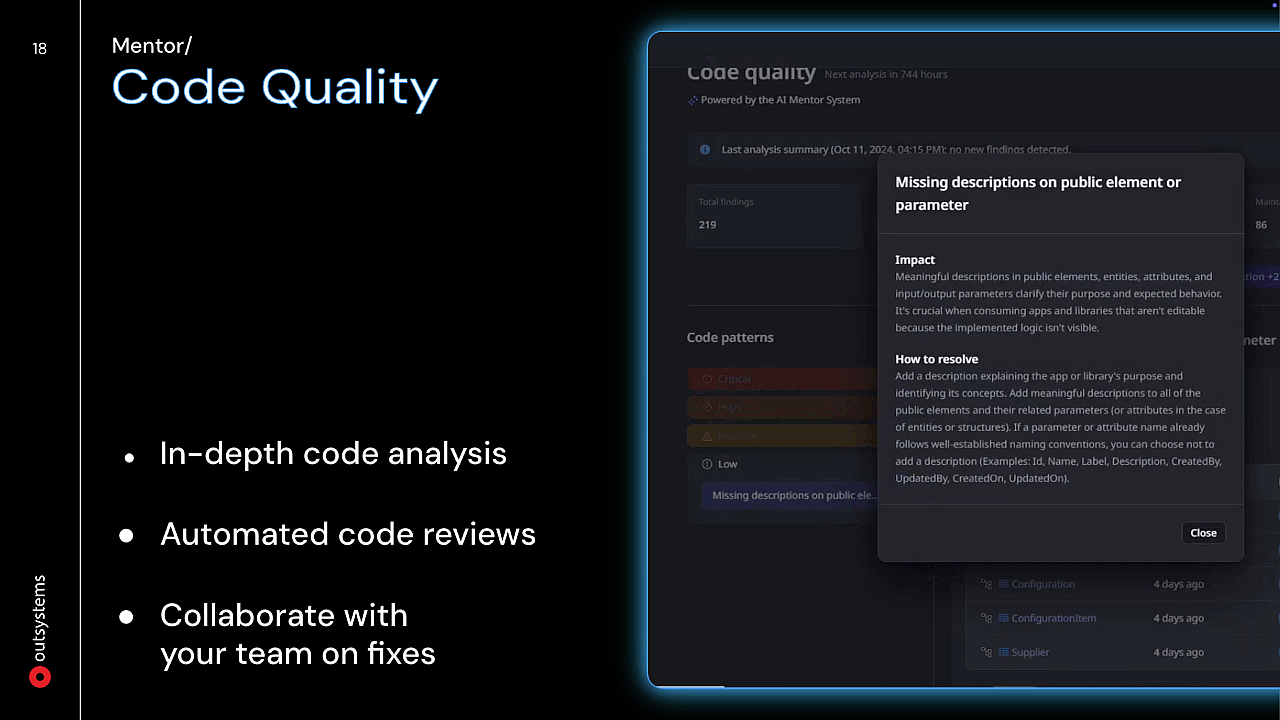 18
Mentor/
Code Quality
In-depth code analysis
Automated code reviews
Collaborate with
your team on fixes
outsystems
Code quality Next analysis in 744 hours
Powered by the AI Mentor System
Last analysis summary (Oct 11, 2024, 04:15 PM): no new findings detected.
Total findings
219
86
Code patterns
Critical
High
Medium
Low
Missing descriptions on public ele...
Missing descriptions on public element or
parameter
Impact
Meaningful descriptions in public elements, entities, attributes, and
input/output parameters clarify their purpose and expected behavior.
It's crucial when consuming apps and libraries that aren't editable
because the implemented logic isn't visible.
How to resolve
Add a description explaining the app or library's purpose and
identifying its concepts. Add meaningful descriptions to all of the
public elements and their related parameters (or attributes in the case
of entities or structures). If a parameter or attribute name already
follows well-established naming conventions, you can choose not to
add a description (Examples: Id, Name, Label, Description, CreatedBy,
UpdatedBy, CreatedOn, UpdatedOn).
Close
Configuration 4 days ago
ConfigurationItem 4 days ago
Supplier 4 days ago